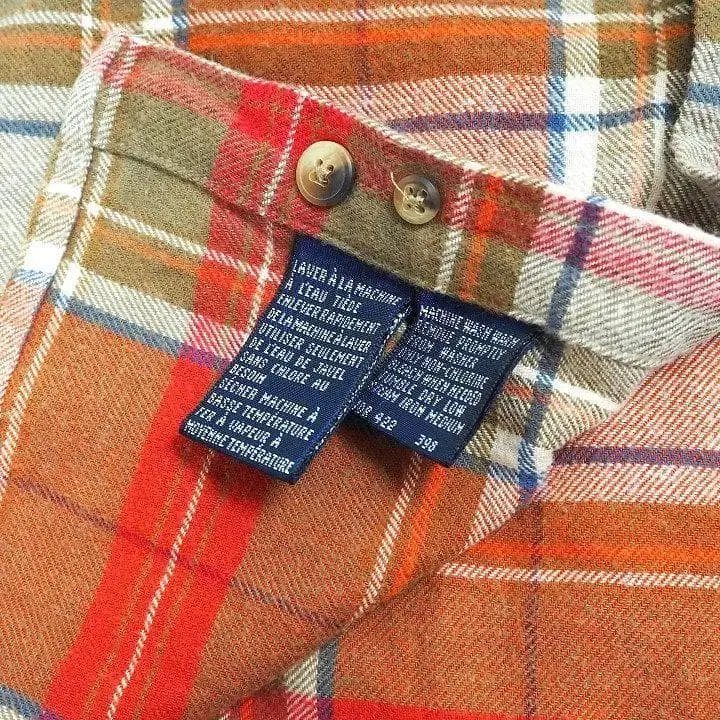 LAVER À LA MACHINE
À L'EAU TIÈDE
ENLEVER RAPIDEMENT
DE LA MACHINE À LAVER
UTILISER SEULEMENT
DE L'EAU DE JAVEL
SANS CHLORE AU
BESOIN
SÉCHER MACHINE À
BASSE TEMPÉRATURE
FER À VAPEUR À
MOYENNE TEMPÉRATURE
MACHINE WASH WARM
REMOVE PROMPTLY
FROM WASHER
ONLY NON-CHLORINE
BLEACH WHEN NEEDED
TUMBLE DRY LOW
STEAM IRON MEDIUM
422 398